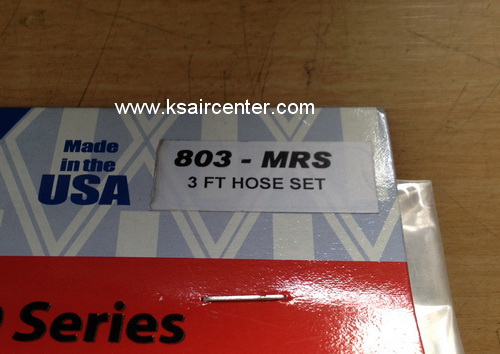 www.ksaircenter.com
Made
in the
USA
803 - MRS
3 FT HOSE SET
Series